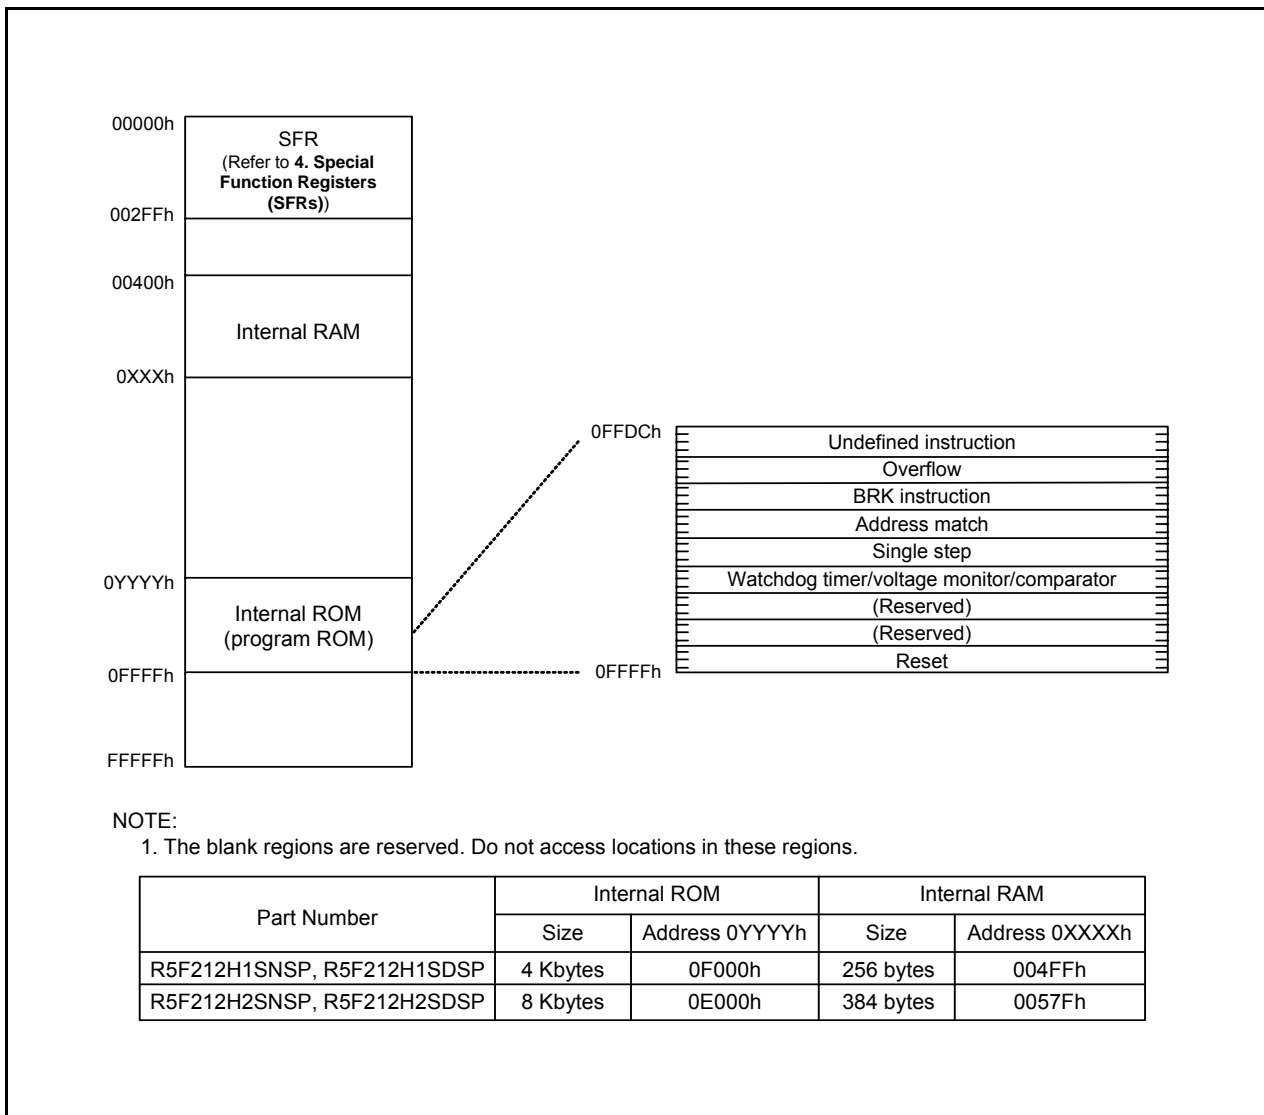 00000h
SFR
(Refer to 4. Special
Function Registers
(SFRs))
002FFh
00400h
Internal RAM
0XXXh
0YYYYh
Internal ROM
(program ROM)
0FFFFh
FFFFFh
0FFDCh
Undefined instruction
Overflow
BRK instruction
Address match
Single step
Watchdog timer/voltage monitor/comparator
(Reserved)
(Reserved)
Reset
0FFFFh
NOTE:
1. The blank regions are reserved. Do not access locations in these regions.
Part Number Internal ROM Internal RAM
Size Address 0YYYYh Size Address 0XXXXh
R5F212H1SNSP, R5F212H1SDSP 4 Kbytes 0F000h 256 bytes 004FFh
R5F212H2SNSP, R5F212H2SDSP 8 Kbytes 0E000h 384 bytes 0057Fh